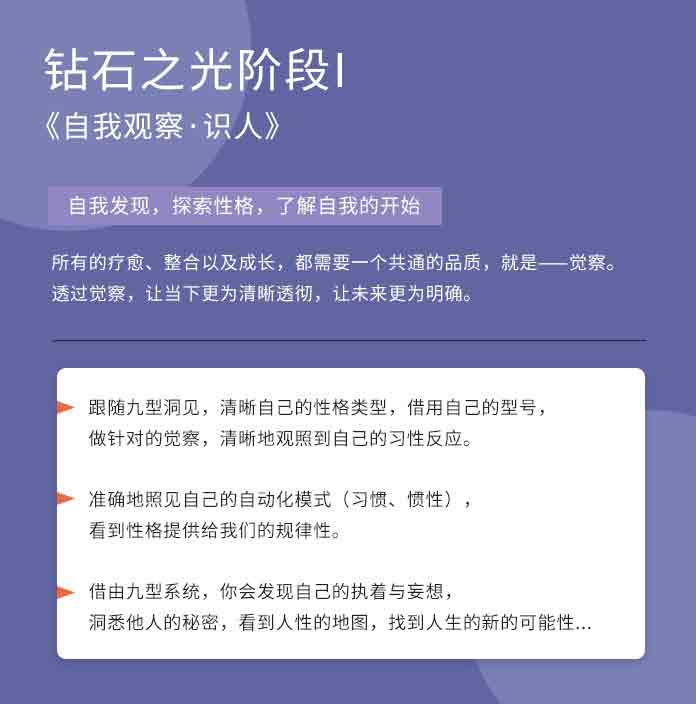 钻石之光阶段I
《自我观察·识人》
自我发现，探索性格，了解自我的开始
所有的疗愈、整合以及成长，都需要一个共通的品质，就是——觉察。
透过觉察，让当下更为清晰透彻，让未来更为明确。
跟随九型洞见，清晰自己的性格类型，借用自己的型号，
做针对的觉察，清晰地观照到自己的习性反应。
准确地照见自己的自动化模式（习惯、惯性），
看到性格提供给我们的规律性。
借由九型系统，你会发现自己的执着与妄想，
洞悉他人的秘密，看到人性的地图，找到人生的新的可能性...